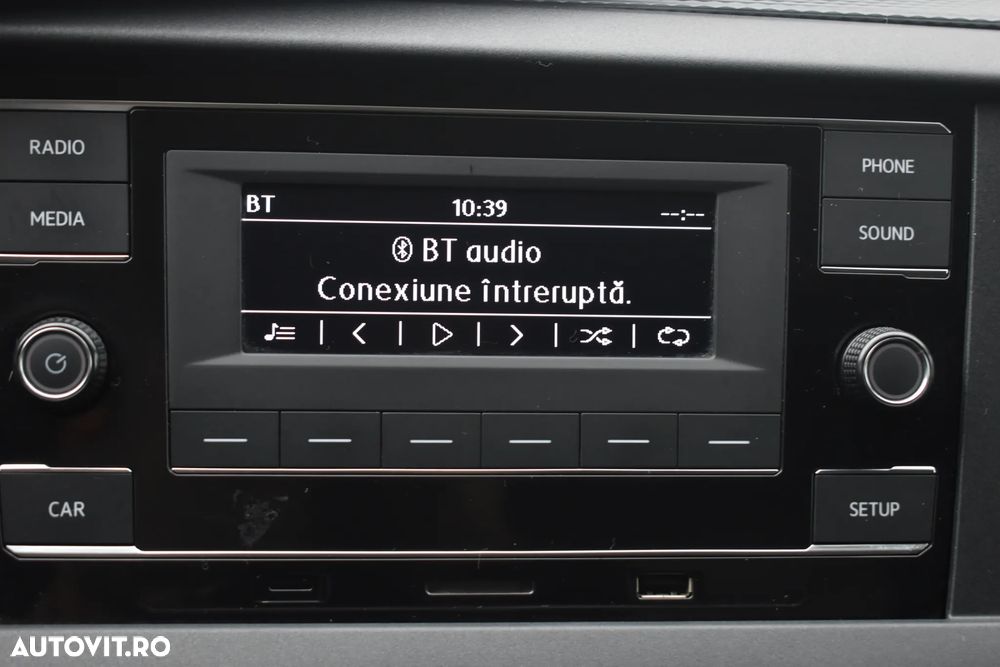 RADIO
MEDIA
BT 10:39 --:--
BT audio
Conexiune întreruptă.
PHONE
SOUND
CAR
SETUP
AUTOVIT.RO